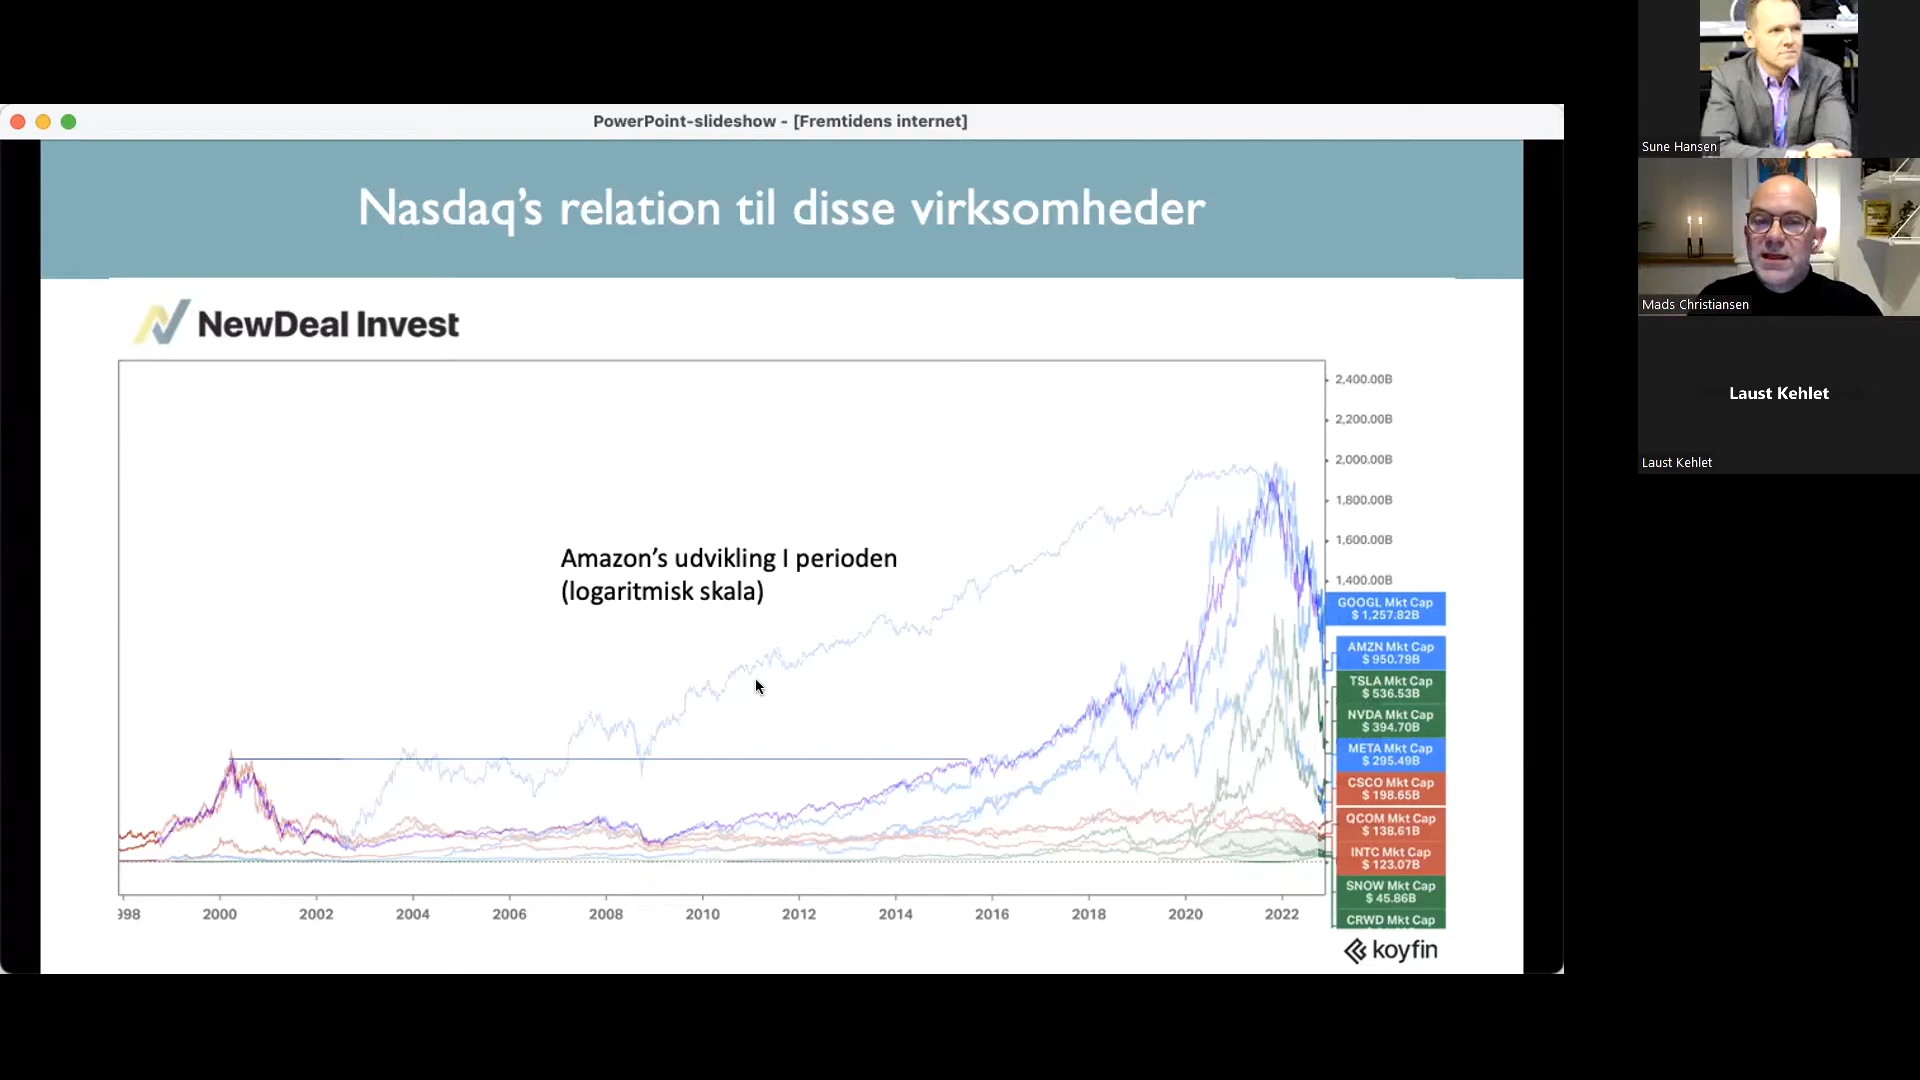 PowerPoint-slideshow - [Fremtidens internet]
Nasdaq's relation til disse virksomheder
NewDeal Invest
Amazon's udvikling I perioden
(logaritmisk skala)
2,400.00B
2,200.00B
2,000.00B
1,800.00B
1,600.00B
1,400.00B
GOOGL Mkt Cap
$ 1,257.82B
AMZN Mkt Cap
$ 950.79B
TSLA Mkt Cap
$ 536.53B
NVDA Mkt Cap
$ 394.70B
META Mkt Cap
$ 295.49B
CSCO Mkt Cap
$ 198.65B
QCOM Mkt Cap
$ 138.61B
INTC Mkt Cap
$ 123.07B
SNOW Mkt Cap
$ 45.86B
CRWD Mkt Cap
998 2000 2002 2004 2006 2008 2010 2012 2014 2016 2018 2020 2022
koyfin
Sune Hansen
Mads Christiansen
Laust Kehlet
Laust Kehlet